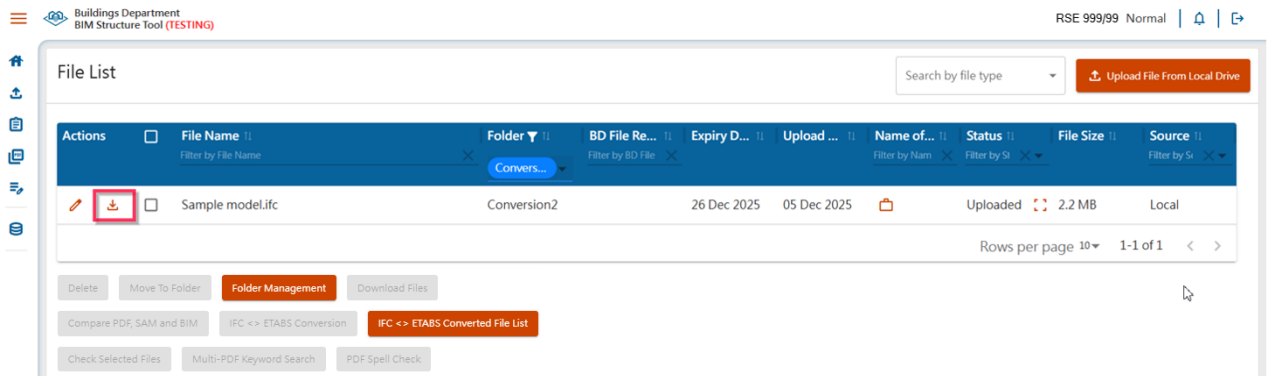 Buildings Department
BIM Structure Tool (TESTING)
RSE 999/99 Normal
File List
Search by file type
Upload File From Local Drive
Actions File Name Folder BD File Re... Expiry D... Upload ... Name of... Status File Size Source
Filter by File Name Filter by BD File Filter by Nam Filter by St Filter by So
Convers...
Sample model.ifc Conversion2 26 Dec 2025 05 Dec 2025 Uploaded 2.2 MB Local
Rows per page 10 1-1 of 1
Delete Move To Folder Folder Management Download Files
Compare PDF, SAM and BIM IFC <> ETABS Conversion IFC <> ETABS Converted File List
Check Selected Files Multi-PDF Keyword Search PDF Spell Check